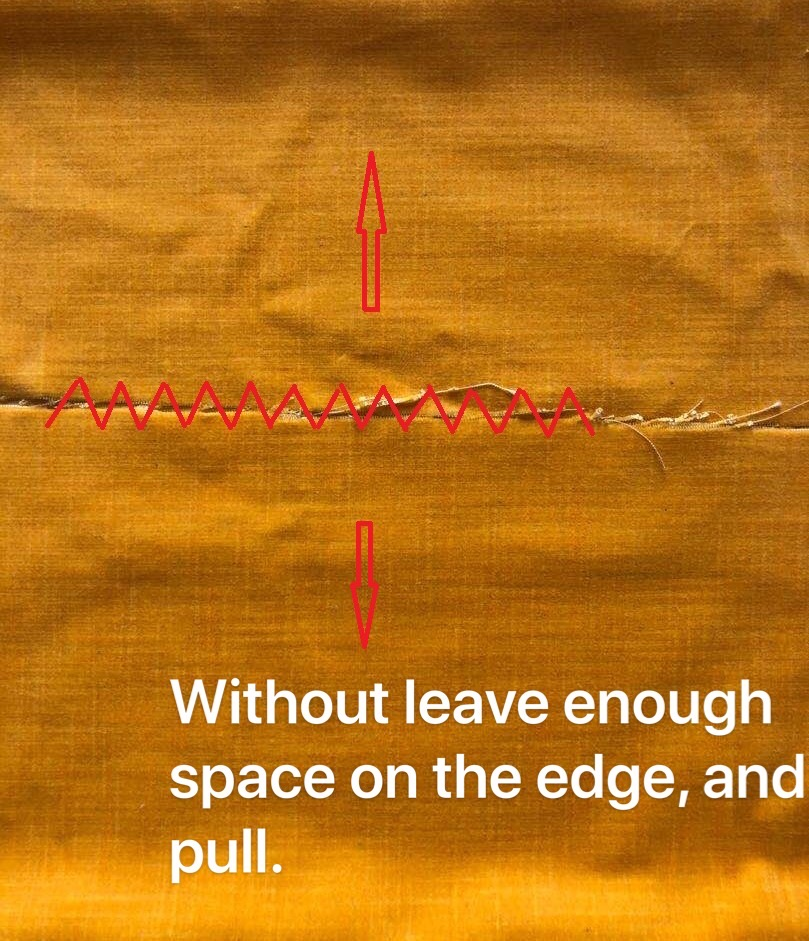 Without leave enough
space on the edge, and
pull.